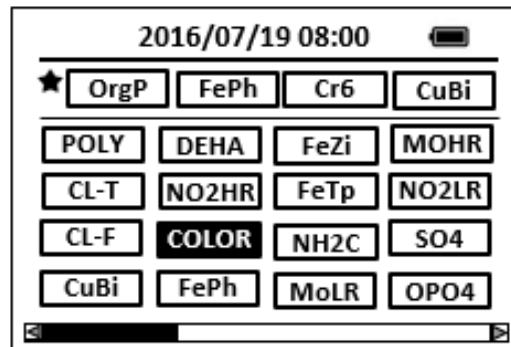 2016/07/19 08:00
★ OrgP FePh Cr6 CuBi
POLY DEHA FeZi MOHR
CL-T NO2HR FeTp NO2LR
CL-F COLOR NH2C SO4
CuBi FePh MoLR OPO4